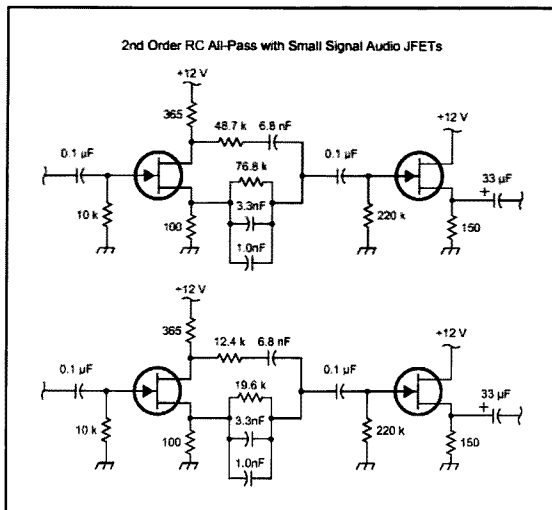 2nd Order RC All-Pass with Small Signal Audio JFETs
+12 V
365
48.7 k
6.8 nF
+12 V
0.1 µF
76.8 k
0.1 µF
33 µF
+
3.3nF
10 k
100
220 k
150
1.0nF
+12 V
365
12.4 k
6.8nF
+12 V
0.1 µF
19.6 k
0.1 µF
33 µF
+
3.3nF
10 k
100
220 k
150
1.0nF